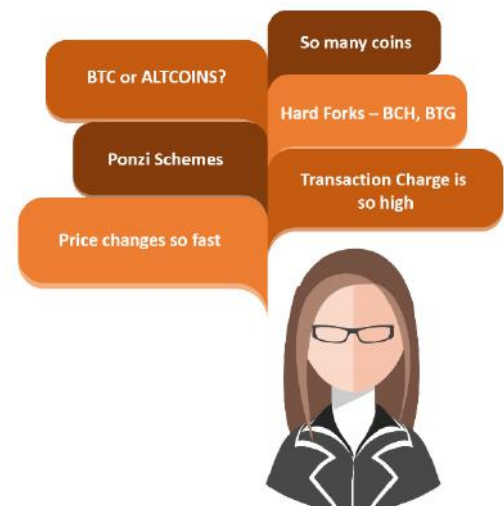 So many coins
BTC or ALTCOINS?
Hard Forks – BCH, BTG
Ponzi Schemes
Transaction Charge is
so high
Price changes so fast